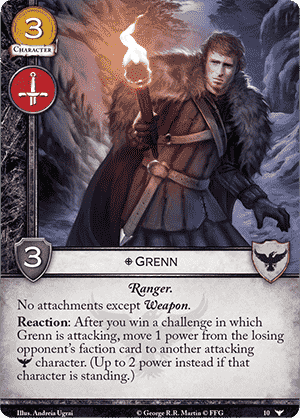 3
CHARACTER
3
GRENN
Ranger.
No attachments except Weapon.
Reaction: After you win a challenge in which
Grenn is attacking, move 1 power from the losing
opponent's faction card to another attacking
character. (Up to 2 power instead if that
character is standing.)
Illus. Andreia Ugrai
© George R.R. Martin © FFG
10